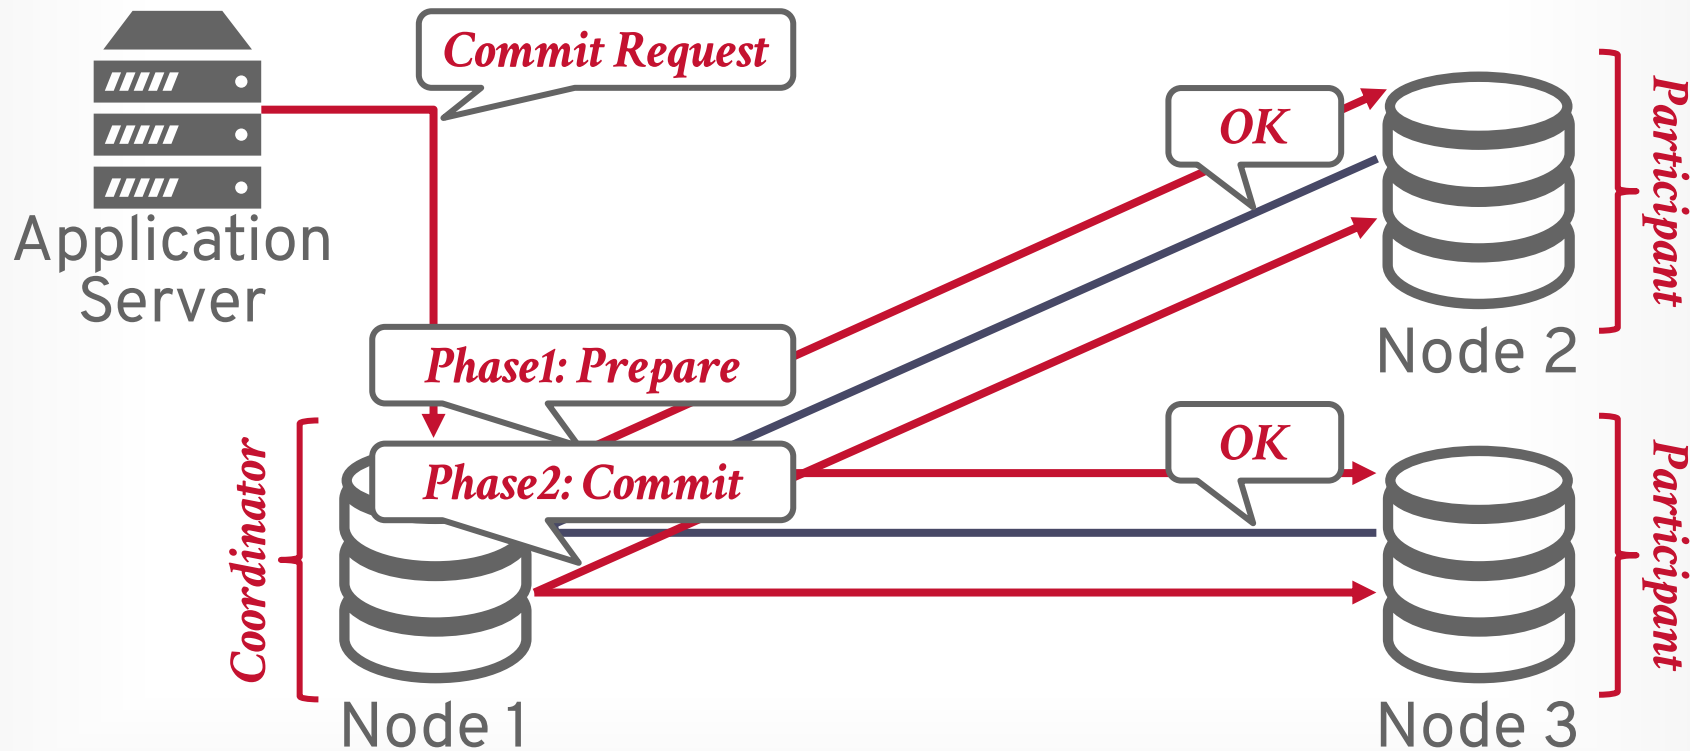 Commit Request
OK
Participant
Application
Server
Phase1: Prepare
Node 2
OK
Phase2: Commit
Coordinator
Participant
Node 1
Node 3